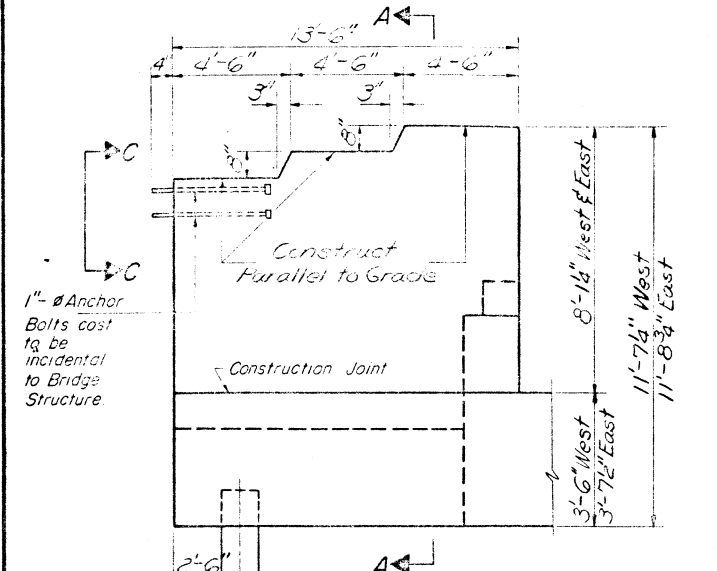 A
13'-6"
4" 4'-6" 4'-6" 4'-6"
3" 3"
8"
8"
C
C
Construct
Parallel to Grade
1"-ø Anchor
Bolts cost
to be
incidental
to Bridge
Structure.
Construction Joint
8'-1¼" West & East
11'-7¼" West
11'-8¾" East
3'-6" West
3'-7½" East
2'-6"
A